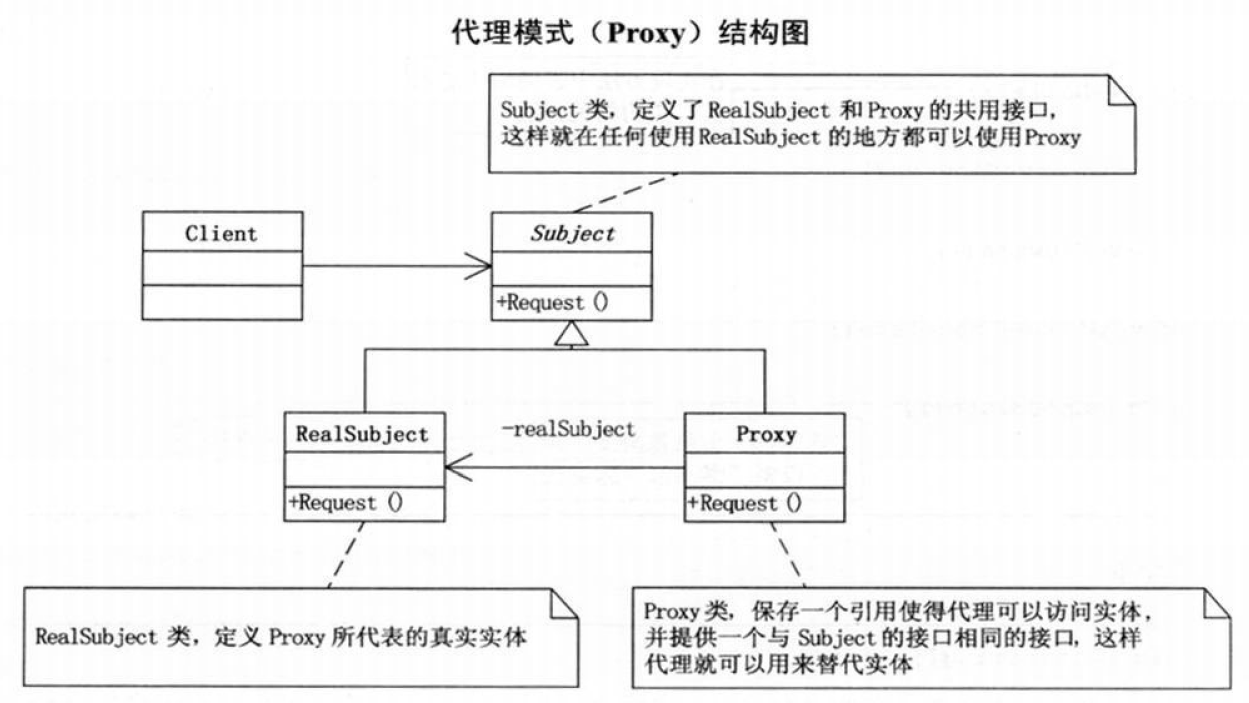 代理模式（Proxy）结构图
Subject 类，定义了 RealSubject 和 Proxy 的共用接口，
这样就在任何使用 RealSubject 的地方都可以使用 Proxy
Client
Subject
+Request()
RealSubject
-realSubject
Proxy
+Request()
+Request()
RealSubject 类，定义 Proxy 所代表的真实实体
Proxy 类，保存一个引用使得代理可以访问实体，
并提供一个与 Subject 的接口相同的接口，这样
代理就可以用来替代实体